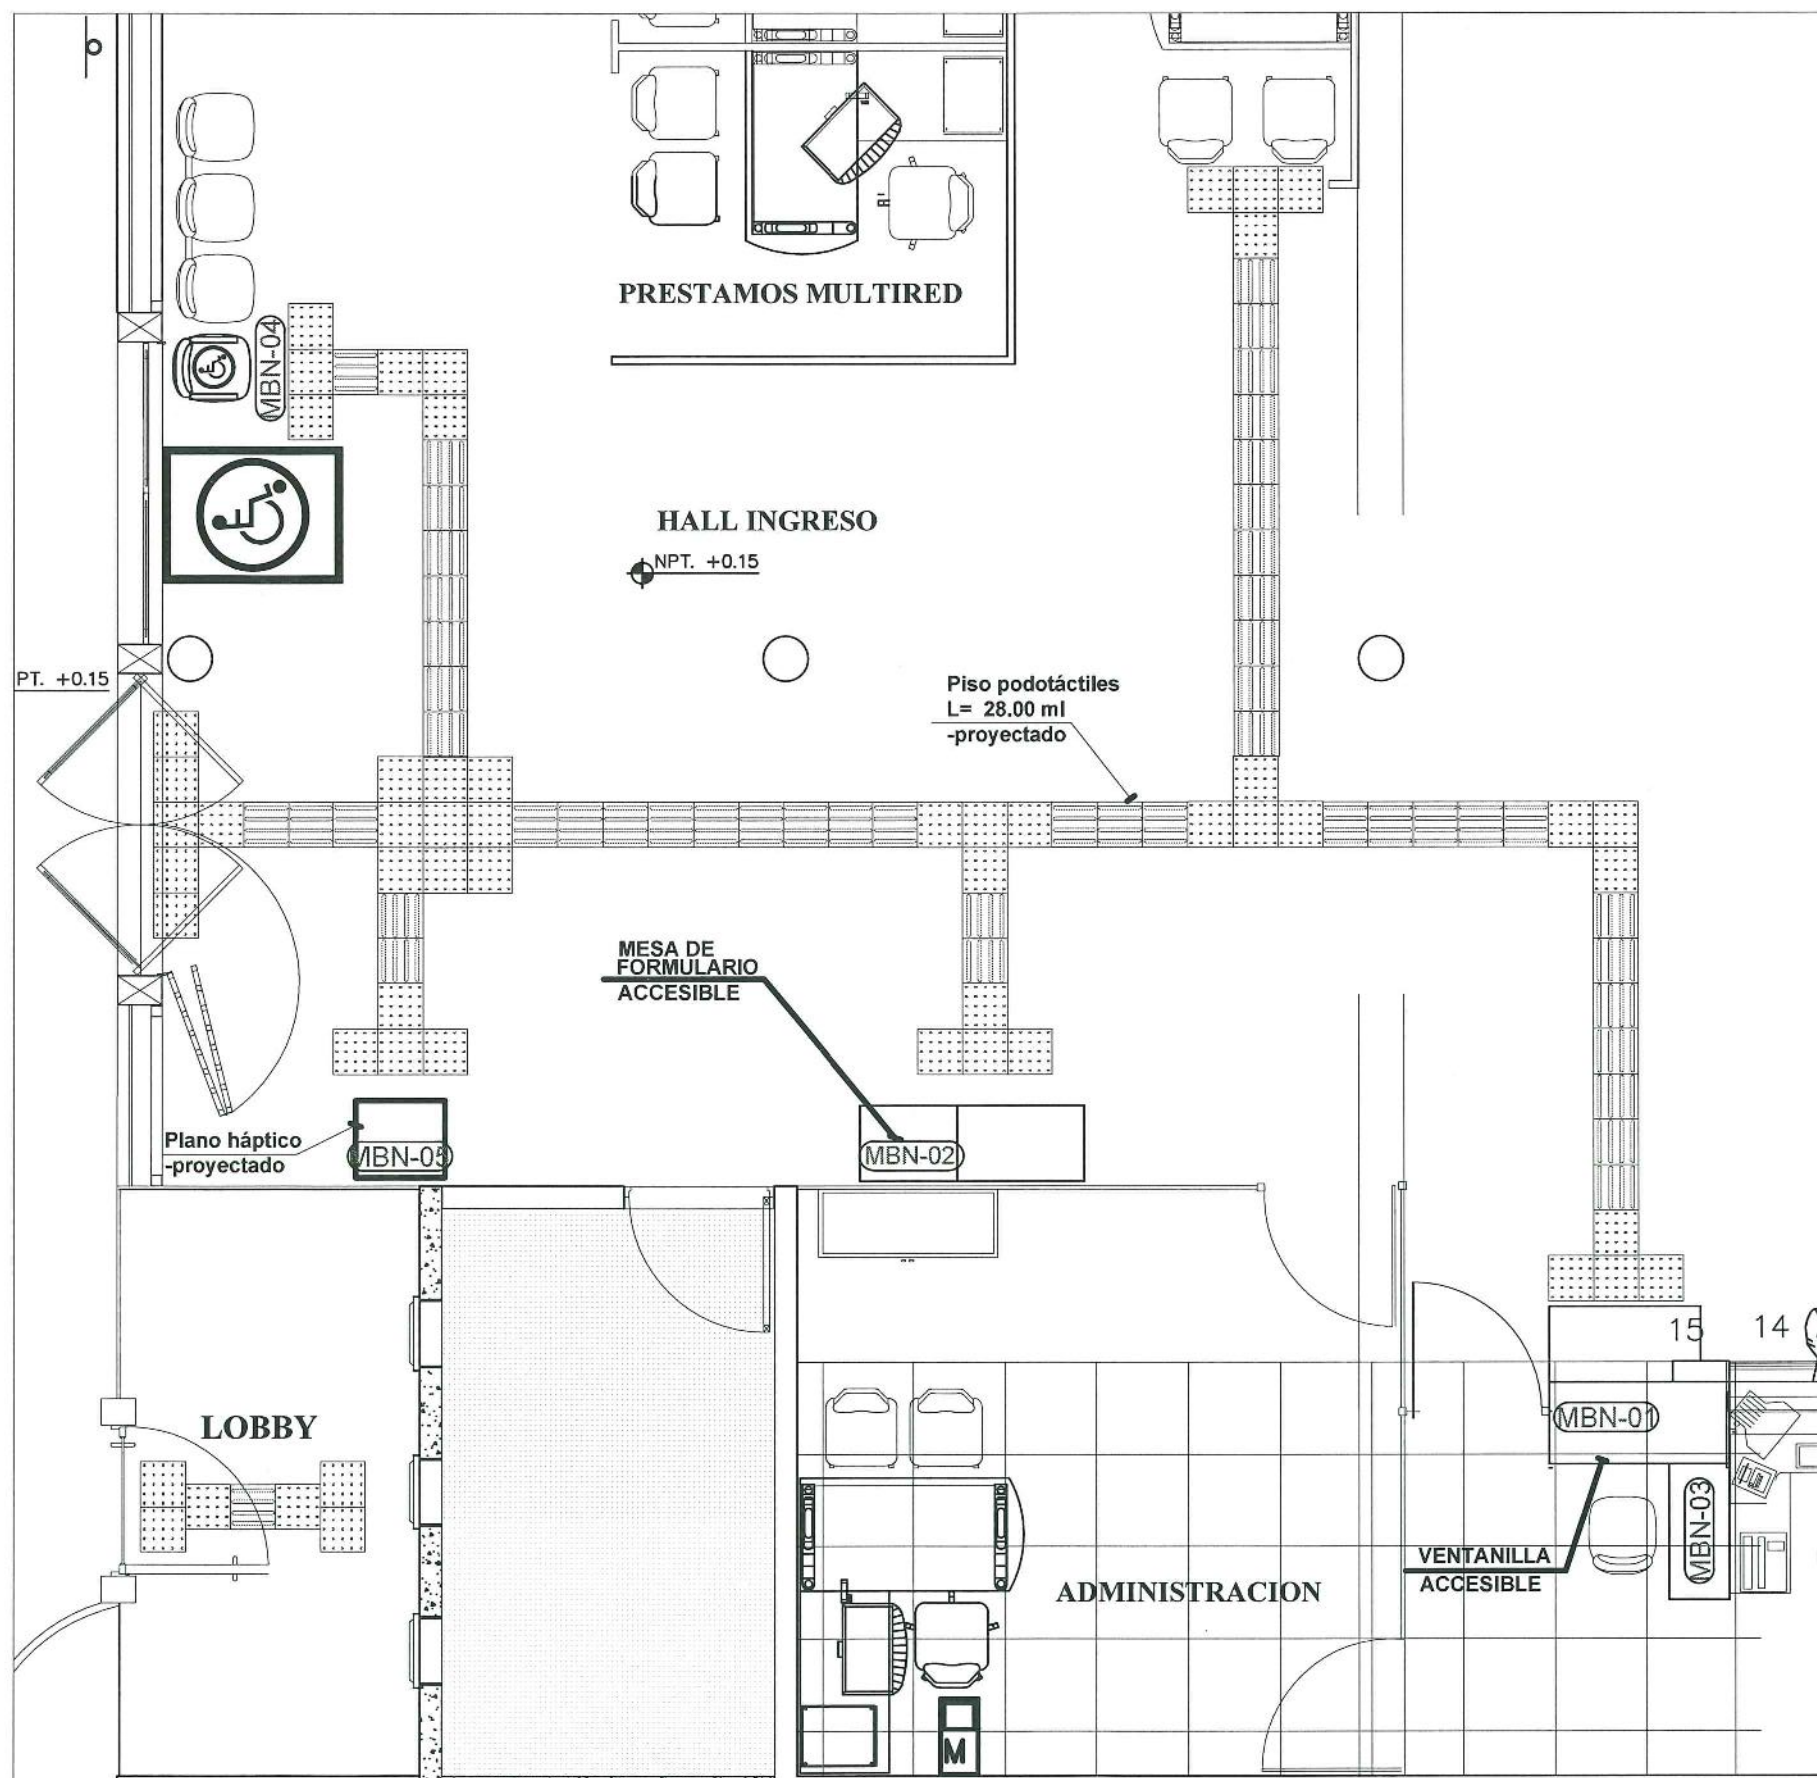 PRESTAMOS MULTIRED
MBN-04
HALL INGRESO
NPT. +0.15
PT. +0.15
Piso podotáctiles
L= 28.00 ml
-proyectado
MESA DE
FORMULARIO
ACCESIBLE
Plano háptico
-proyectado
MBN-05
MBN-02
15
14
LOBBY
MBN-01
MBN-03
VENTANILLA
ACCESIBLE
ADMINISTRACION
M